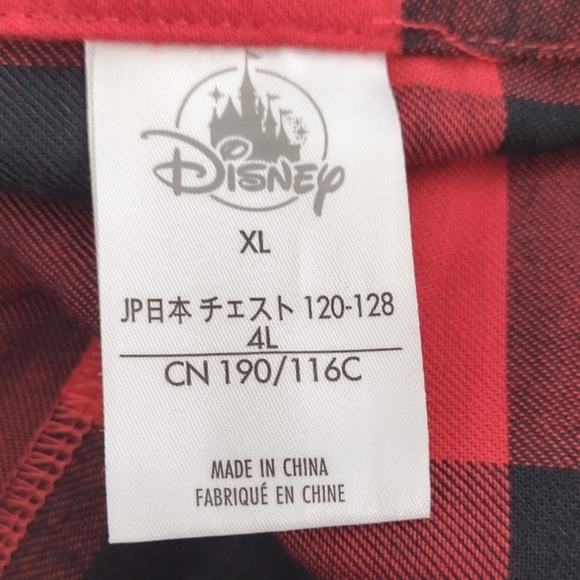 Disney
XL
JP日本 チェスト 120-128
4L
CN 190/116C
MADE IN CHINA
FABRIQUÉ EN CHINE